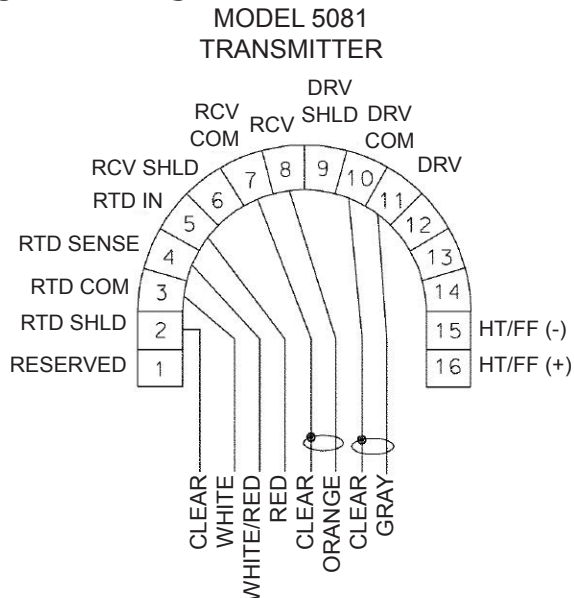 MODEL 5081
TRANSMITTER
DRV
SHLD
RCV
COM
RCV
DRV
COM
DRV
RCV SHLD
RTD IN
RTD SENSE
RTD COM
RTD SHLD
RESERVED
1
2
3
4
5
6
7
8
9
10
11
12
13
14
15
16
HT/FF (-)
HT/FF (+)
CLEAR
WHITE
WHITE/RED
RED
CLEAR
ORANGE
CLEAR
GRAY